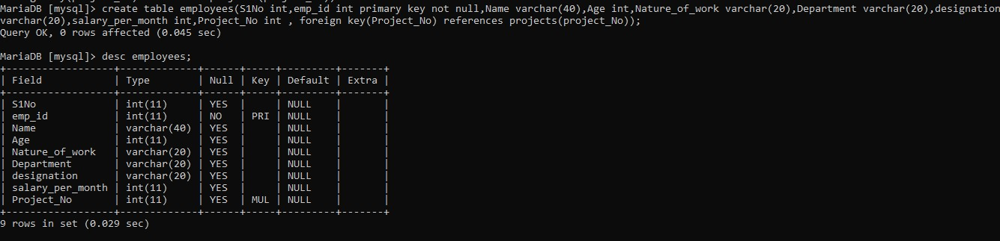 MariaDB [mysql]> create table employees(S1No int,emp_id int primary key not null,Name varchar(40),Age int,Nature_of_work varchar(20),Department varchar(20),designation
varchar(20),salary_per_month int,Project_No int , foreign key(Project_No) references projects(project_No));
Query OK, 0 rows affected (0.045 sec)
MariaDB [mysql]> desc employees;
+------------------+-------------+------+-----+---------+-------+
| Field            | Type        | Null | Key | Default | Extra |
+------------------+-------------+------+-----+---------+-------+
| S1No             | int(11)     | YES  |     | NULL    |       |
| emp_id           | int(11)     | NO   | PRI | NULL    |       |
| Name             | varchar(40) | YES  |     | NULL    |       |
| Age              | int(11)     | YES  |     | NULL    |       |
| Nature_of_work   | varchar(20) | YES  |     | NULL    |       |
| Department       | varchar(20) | YES  |     | NULL    |       |
| designation      | varchar(20) | YES  |     | NULL    |       |
| salary_per_month | int(11)     | YES  |     | NULL    |       |
| Project_No       | int(11)     | YES  | MUL | NULL    |       |
+------------------+-------------+------+-----+---------+-------+
9 rows in set (0.029 sec)